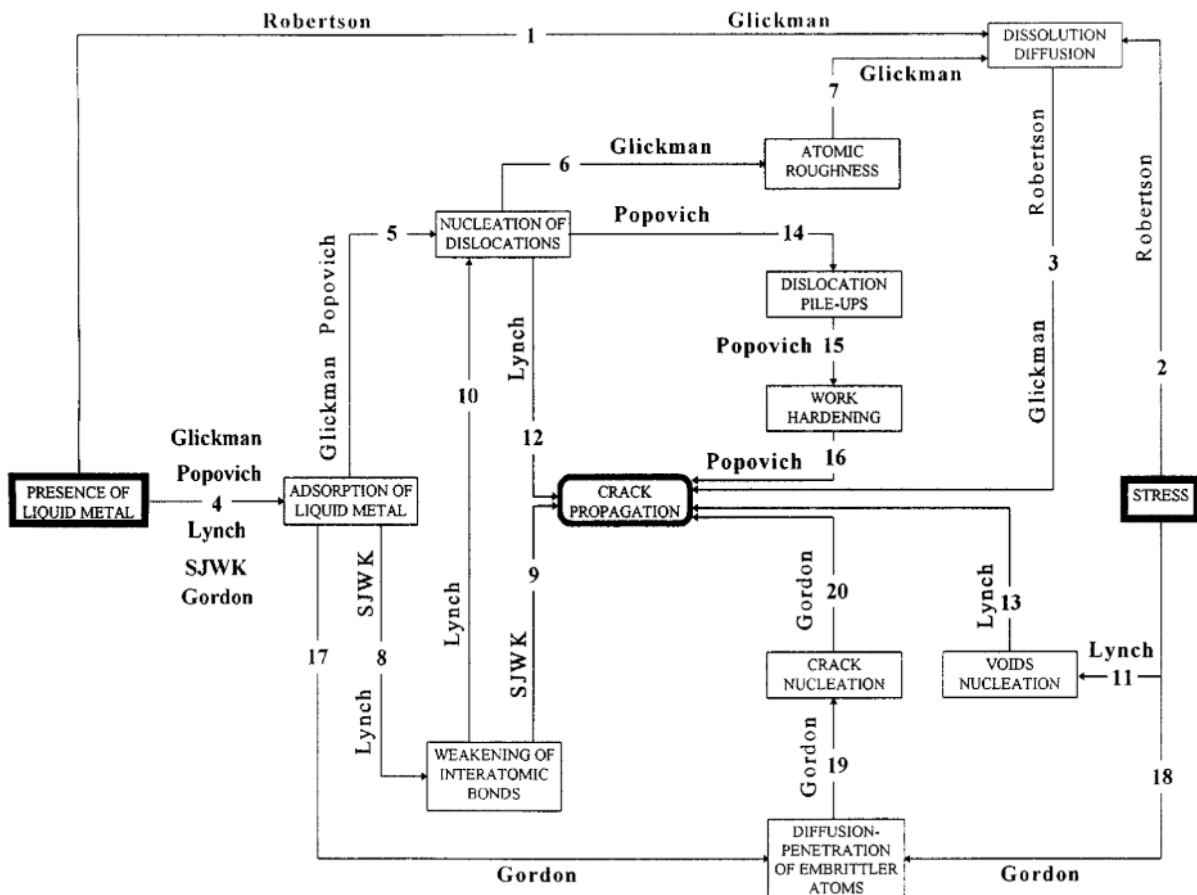 Robertson
1
Glickman
DISSOLUTION
DIFFUSION
7
Glickman
Robertson
Robertson
6
Glickman
ATOMIC
ROUGHNESS
Glickman Popovich
5
NUCLEATION OF
DISLOCATIONS
Popovich
14
DISLOCATION
PILE-UPS
3
Glickman
Popovich 15
2
Lynch
10
Lynch
WORK
HARDENING
12
16
Popovich
Glickman
Popovich
4
Lynch
SJWK
Gordon
PRESENCE OF
LIQUID METAL
ADSORPTION OF
LIQUID METAL
CRACK
PROPAGATION
STRESS
SJWK
8
Lynch
17
9
SJWK
20
Gordon
13
Lynch
CRACK
NUCLEATION
VOIDS
NUCLEATION
Lynch
11
WEAKENING OF
INTERATOMIC
BONDS
19
Gordon
18
DIFFUSION-
PENETRATION
OF EMBRITTLER
ATOMS
Gordon
Gordon